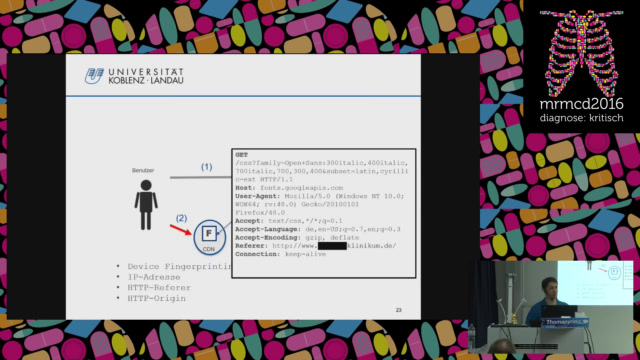 UNIVERSITÄT
KOBLENZ · LANDAU
mrmcd2016
diagnose: kritisch
Benutzer
(1)
(2)
F
CDN
GET
/css?family=Open+Sans:300italic,400italic,
700italic,700,300,400&subset=latin,cyrilli
c-ext HTTP/1.1
Host: fonts.googleapis.com
User-Agent: Mozilla/5.0 (Windows NT 10.0;
WOW64; rv:48.0) Gecko/20100101
Firefox/48.0
Accept: text/css,*/*;q=0.1
Accept-Language: de,en-US;q=0.7,en;q=0.3
Accept-Encoding: gzip, deflate
Referer: http://www. klinikum.de/
Connection: keep-alive
• Device Fingerprintin
• IP-Adresse
• HTTP-Referer
• HTTP-Origin
23